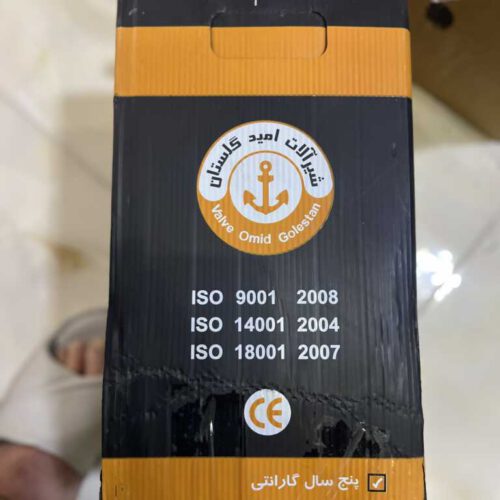 شیرآلات امید گلستان
Valve Omid Golestan
ISO 9001 2008
ISO 14001 2004
ISO 18001 2007
CE
پنج سال گارانتی